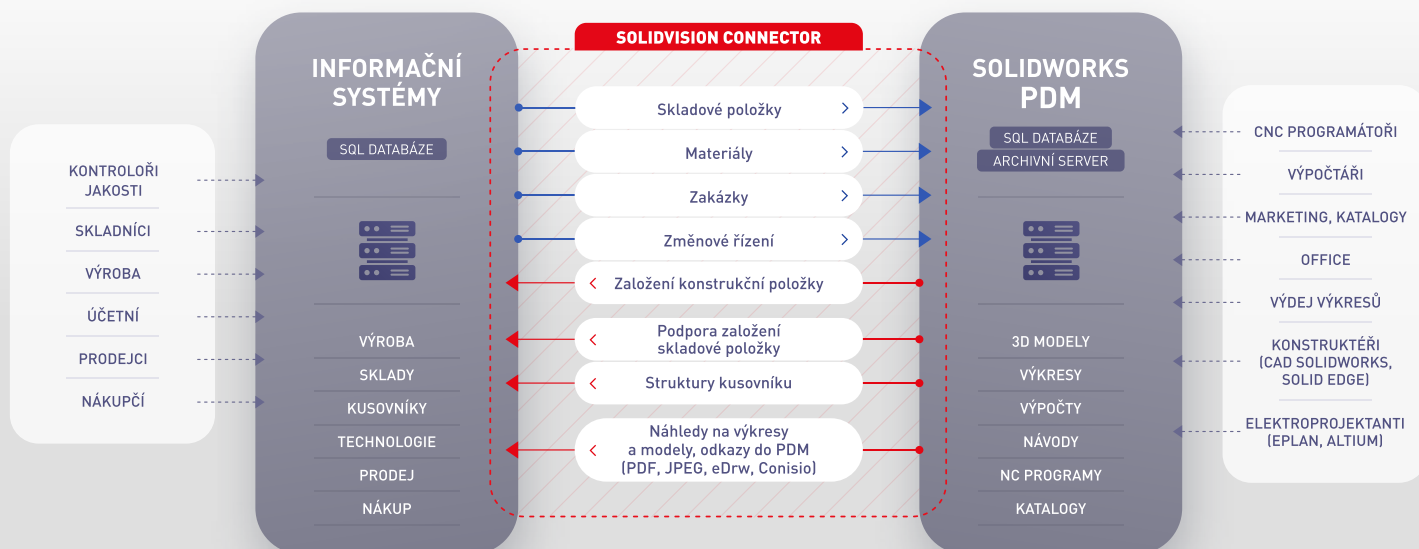 SOLIDVISION CONNECTOR
KONTROLOŘI
JAKOSTI
SKLADNÍCI
VÝROBA
ÚČETNÍ
PRODEJCI
NÁKUPČÍ
INFORMAČNÍ
SYSTÉMY
SQL DATABÁZE
VÝROBA
SKLADY
KUSOVNÍKY
TECHNOLOGIE
PRODEJ
NÁKUP
Skladové položky
Materiály
Zakázky
Změnové řízení
Založení konstrukční položky
Podpora založení
skladové položky
Struktury kusovníku
Náhledy na výkresy
a modely, odkazy do PDM
(PDF, JPEG, eDrw, Conisio)
SOLIDWORKS
PDM
SQL DATABÁZE
ARCHIVNÍ SERVER
3D MODELY
VÝKRESY
VÝPOČTY
NÁVODY
NC PROGRAMY
KATALOGY
CNC PROGRAMÁTOŘI
VÝPOČTÁŘI
MARKETING, KATALOGY
OFFICE
VÝDEJ VÝKRESŮ
KONSTRUKTÉŘI
(CAD SOLIDWORKS,
SOLID EDGE)
ELEKTROPROJEKTANTI
(EPLAN, ALTIUM)